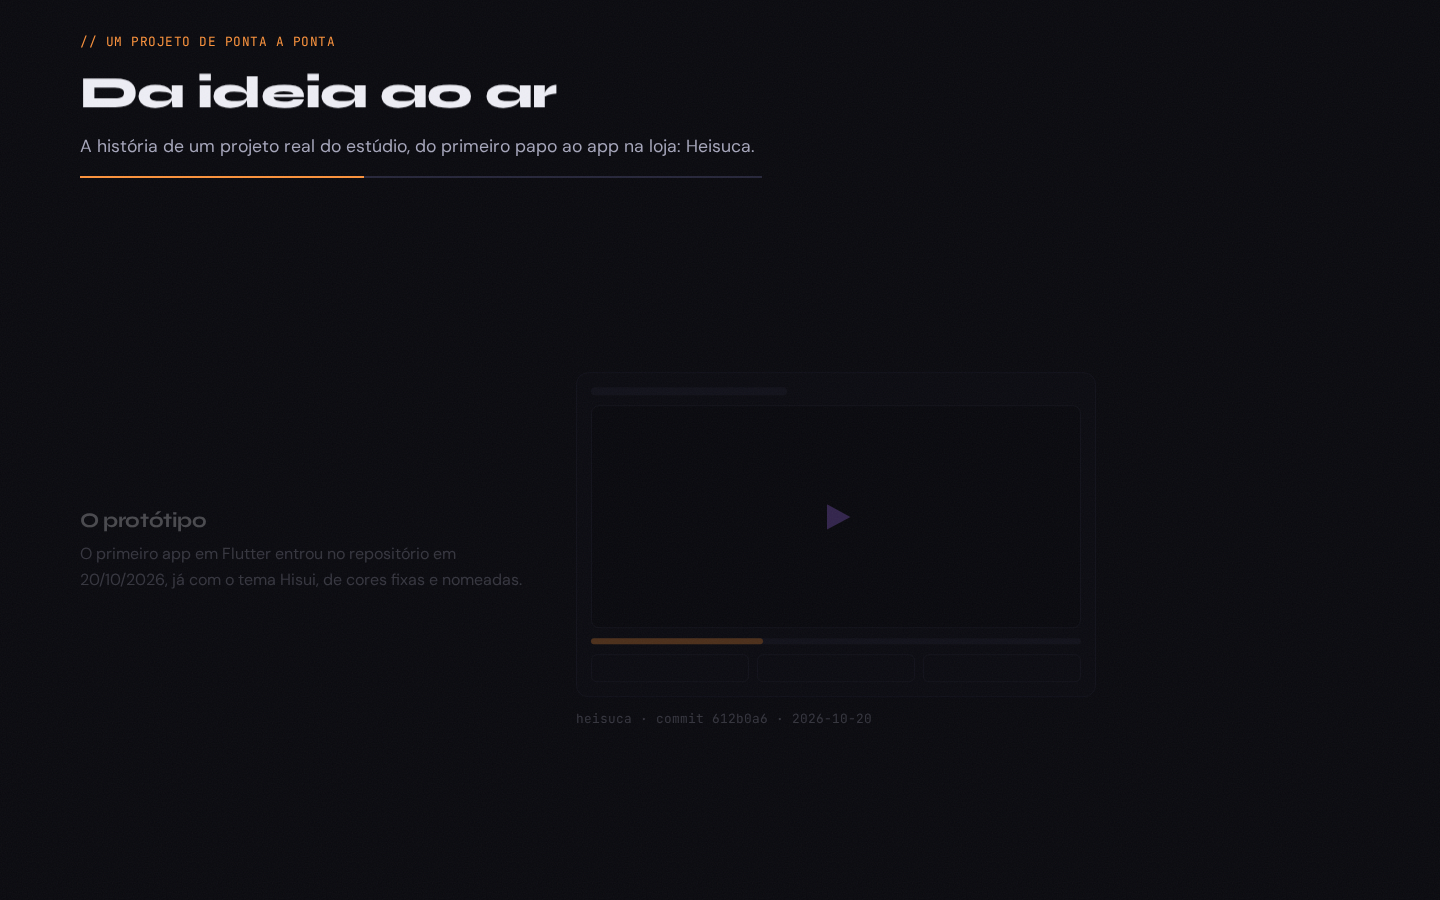 // UM PROJETO DE PONTA A PONTA
Da ideia ao ar
A história de um projeto real do estúdio, do primeiro papo ao app na loja: Heisuca.
O protótipo
O primeiro app em Flutter entrou no repositório em
20/10/2026, já com o tema Hisui, de cores fixas e nomeadas.
heisuca · commit 612b0a6 · 2026-10-20